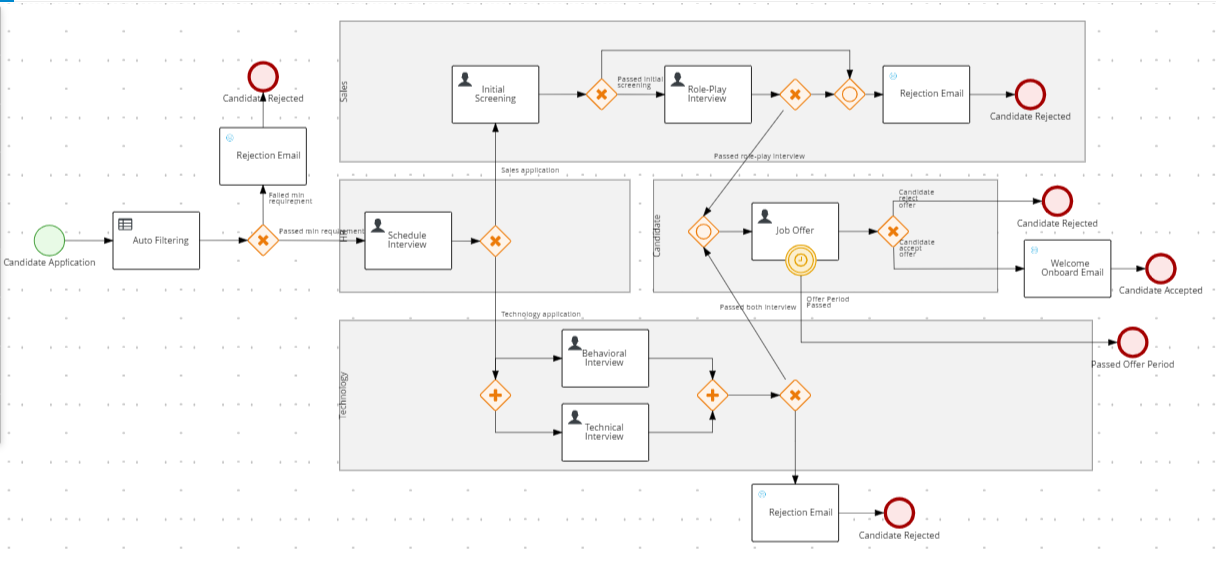 Sales
Initial
Screening
Passed initial
screening
Role-Play
Interview
Rejection Email
Candidate Rejected
Candidate Rejected
Rejection Email
Failed min
requirement
Passed role-play interview
Sales application
Candidate Application
Auto Filtering
Passed min requirement
HR
Schedule
Interview
Candidate
Job Offer
Candidate
reject
offer
Candidate
accept
offer
Candidate Rejected
Welcome
Onboard Email
Candidate Accepted
Offer Period
Passed
Passed both interview
Technology application
Passed Offer Period
Technology
Behavioral
Interview
Technical
Interview
Rejection Email
Candidate Rejected